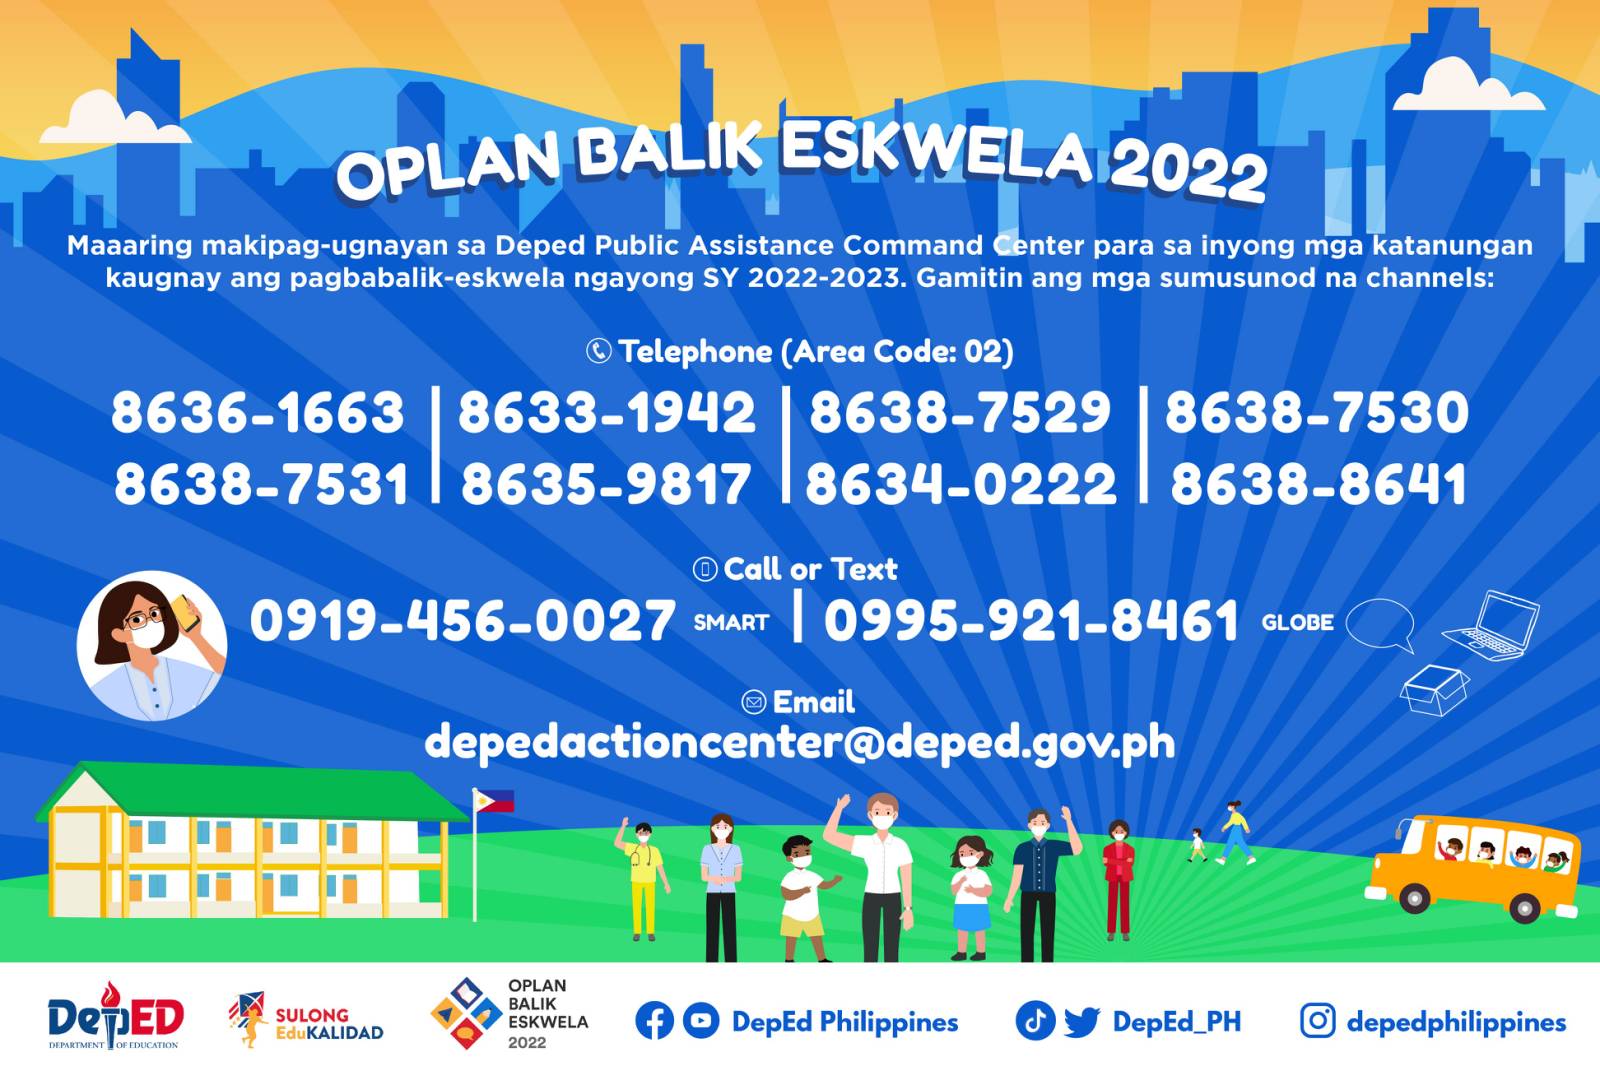 OPLAN BALIK ESKWELA 2022
Maaaring makipag-ugnayan sa Deped Public Assistance Command Center para sa inyong mga katanungan
kaugnay ang pagbabalik-eskwela ngayong SY 2022-2023. Gamitin ang mga sumusunod na channels:
Telephone (Area Code: 02)
8636-1663 | 8633-1942 | 8638-7529 | 8638-7530
8638-7531 | 8635-9817 | 8634-0222 | 8638-8641
Call or Text
0919-456-0027 SMART | 0995-921-8461 GLOBE
Email
depedactioncenter@deped.gov.ph
DepED
DEPARTMENT OF EDUCATION
SULONG
EduKALIDAD
OPLAN
BALIK
ESKWELA
2022
DepEd Philippines
DepEd_PH
depedphilippines